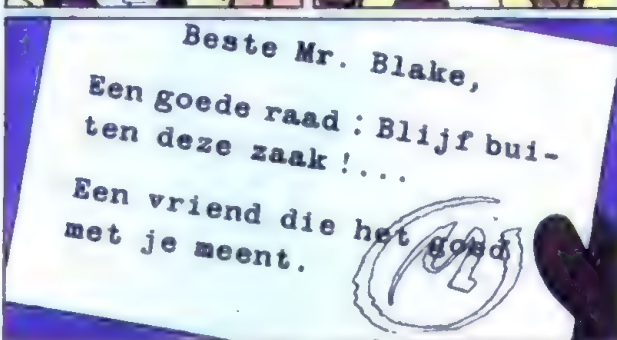 Beste Mr. Blake,
Een goede raad : Blijf bui-
ten deze zaak !...
Een vriend die het goed
met je meent.